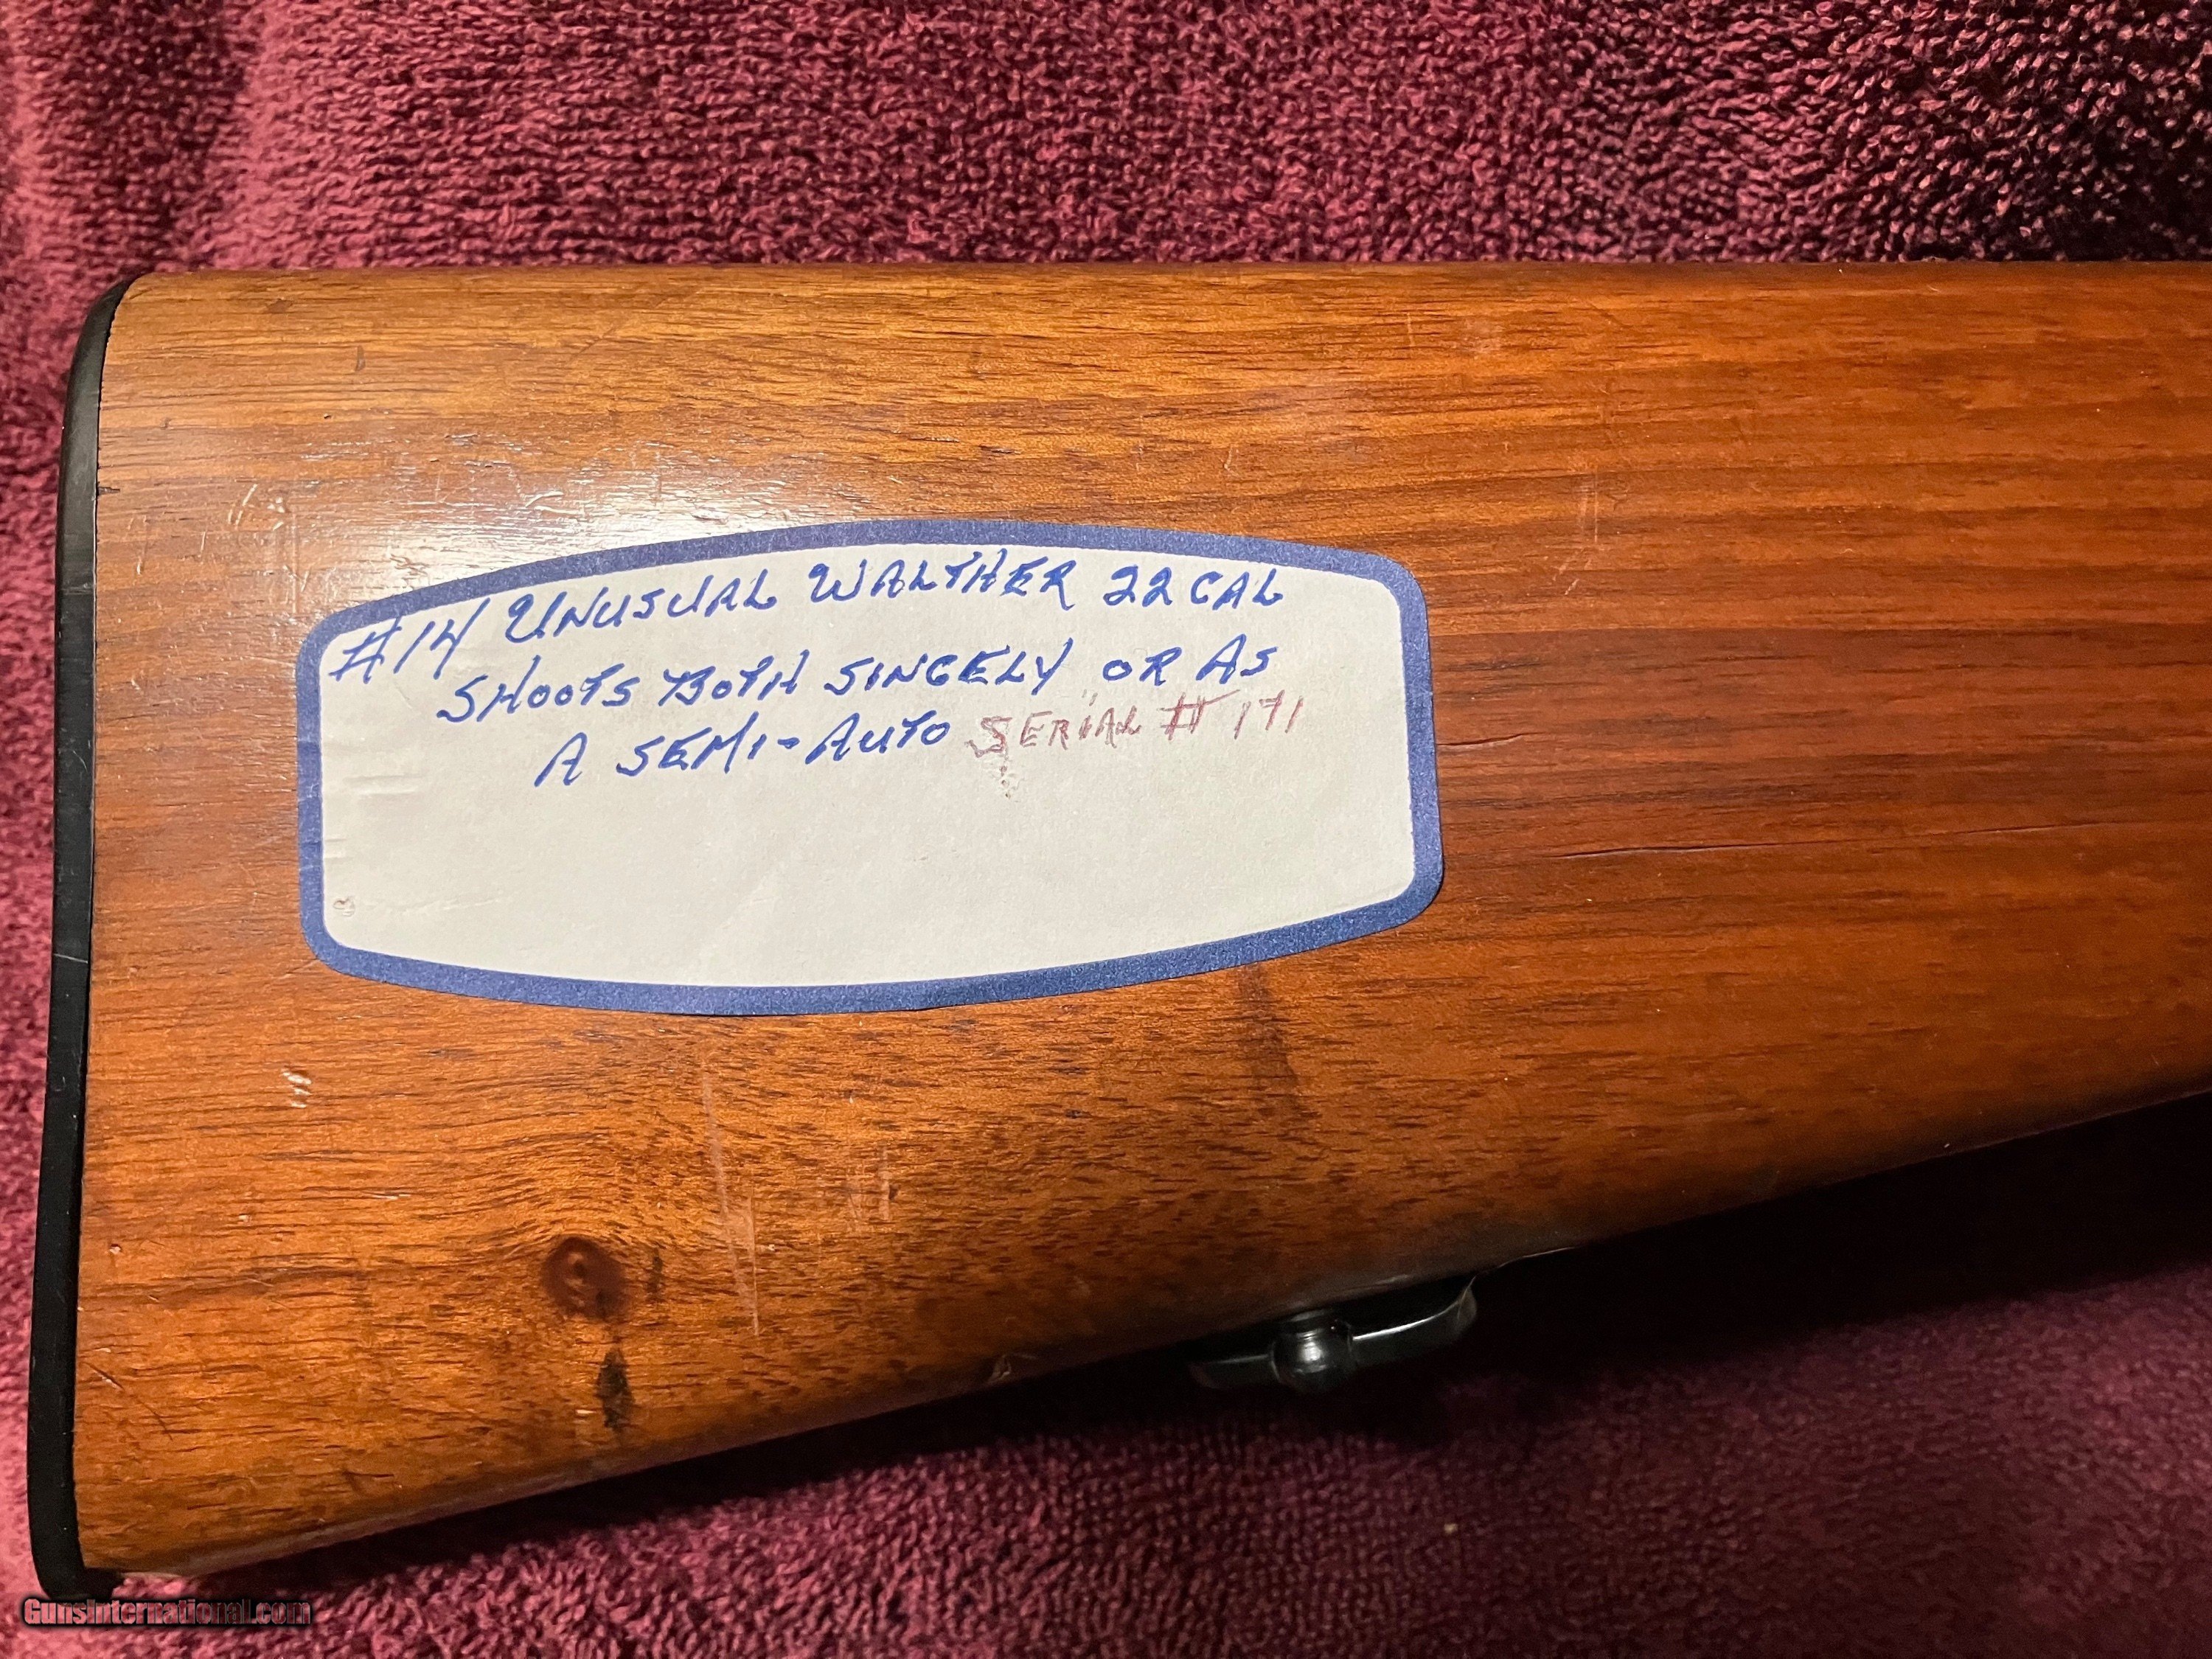 #14 UNUSUAL WALTHER 22 CAL
SHOOTS BOTH SINGELY OR AS
A SEMI-AUTO SERIAL # 171
GunsInternational.com